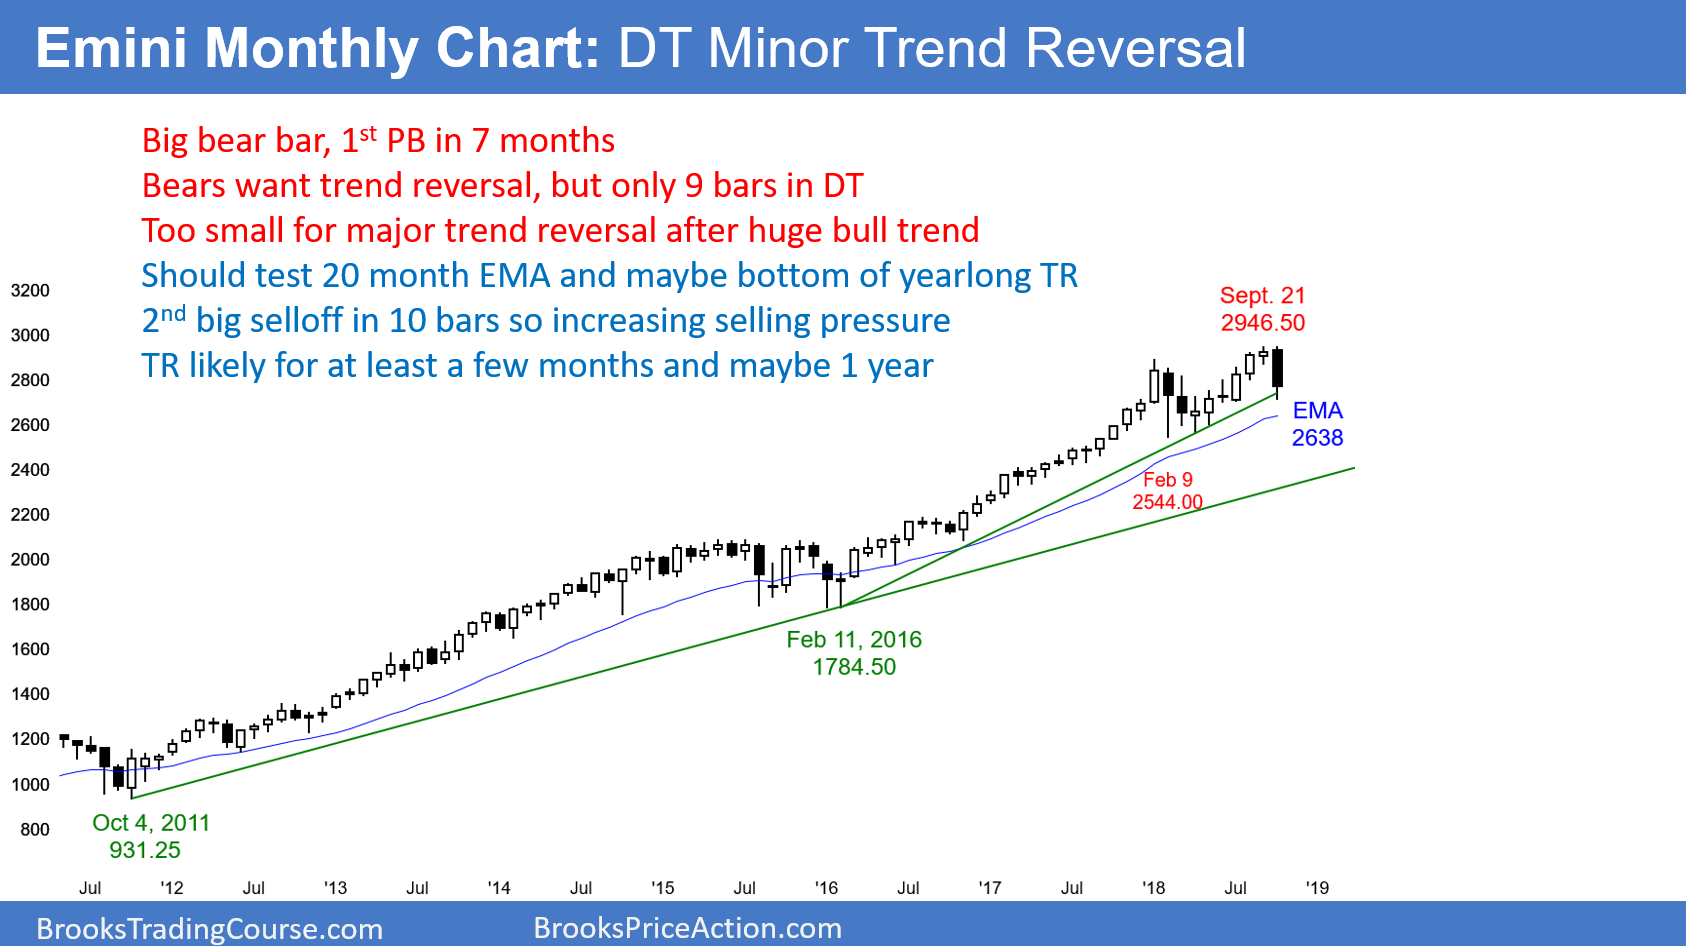 Emini Monthly Chart: DT Minor Trend Reversal
Big bear bar, 1st PB in 7 months
Bears want trend reversal, but only 9 bars in DT
Too small for major trend reversal after huge bull trend
Should test 20 month EMA and maybe bottom of yearlong TR
2nd big selloff in 10 bars so increasing selling pressure
TR likely for at least a few months and maybe 1 year
3200
3000
2800
2600
2400
2200
2000
1800
1600
1400
1200
1000
800
Sept. 21
2946.50
EMA
2638
Feb 9
2544.00
Feb 11, 2016
1784.50
Oct 4, 2011
931.25
Jul '12 Jul '13 Jul '14 Jul '15 Jul '16 Jul '17 Jul '18 Jul '19
BrooksTradingCourse.com BrooksPriceAction.com